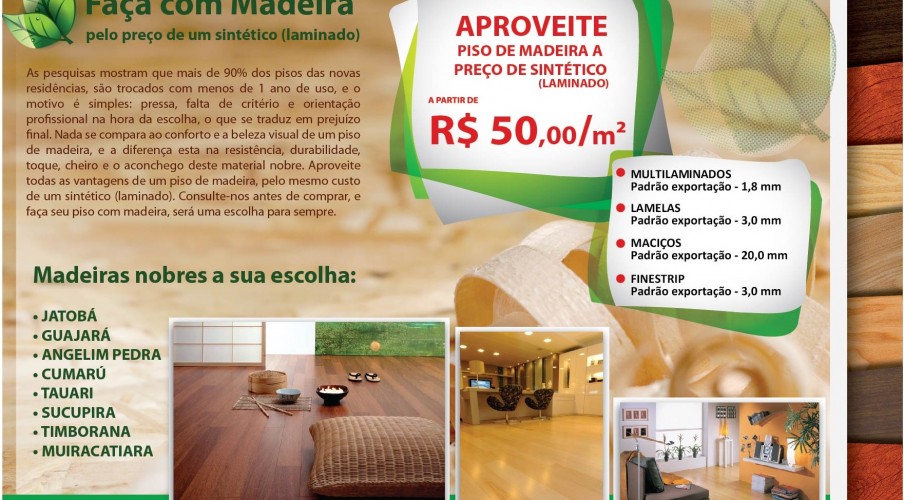 Faça com Madeira
pelo preço de um sintético (laminado)
As pesquisas mostram que mais de 90% dos pisos das novas
residências, são trocados com menos de 1 ano de uso, e o
motivo é simples: pressa, falta de critério e orientação
profissional na hora da escolha, o que se traduz em prejuízo
final. Nada se compara ao conforto e a beleza visual de um piso
de madeira, e a diferença esta na resistência, durabilidade,
toque, cheiro e o aconchego deste material nobre. Aproveite
todas as vantagens de um piso de madeira, pelo mesmo custo
de um sintético (laminado). Consulte-nos antes de comprar, e
faça seu piso com madeira, será uma escolha para sempre.
APROVEITE
PISO DE MADEIRA A
PREÇO DE SINTÉTICO
(LAMINADO)
A PARTIR DE
R$ 50,00/m²
• MULTILAMINADOS
Padrão exportação - 1,8 mm
• LAMELAS
Padrão exportação - 3,0 mm
• MACIÇOS
Padrão exportação - 20,0 mm
• FINESTRIP
Padrão exportação - 3,0 mm
Madeiras nobres a sua escolha:
• JATOBÁ
• GUAJARÁ
• ANGELIM PEDRA
• CUMARÚ
• TAUARI
• SUCUPIRA
• TIMBORANA
• MUIRACATIARA